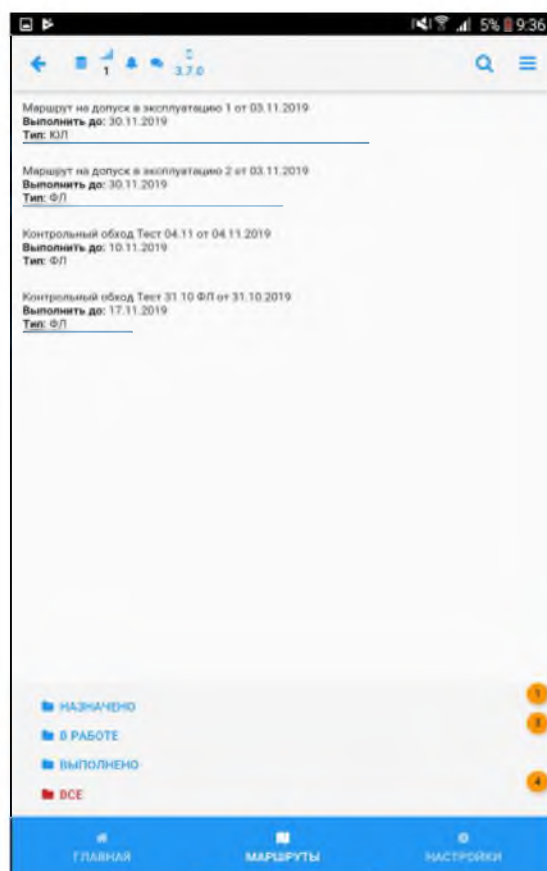 5% 9:36
1 3.7.0
Маршрут на допуск в эксплуатацию 1 от 03.11.2019
Выполнить до: 30.11.2019
Тип: ЮЛ
Маршрут на допуск в эксплуатацию 2 от 03.11.2019
Выполнить до: 30.11.2019
Тип: ФЛ
Контрольный обход Тест 04.11 от 04.11.2019
Выполнить до: 10.11.2019
Тип: ФЛ
Контрольный обход Тест 31.10 ФЛ от 31.10.2019
Выполнить до: 17.11.2019
Тип: ФЛ
НАЗНАЧЕНО 1
В РАБОТЕ 3
ВЫПОЛНЕНО
ВСЕ 4
ГЛАВНАЯ МАРШРУТЫ НАСТРОЙКИ